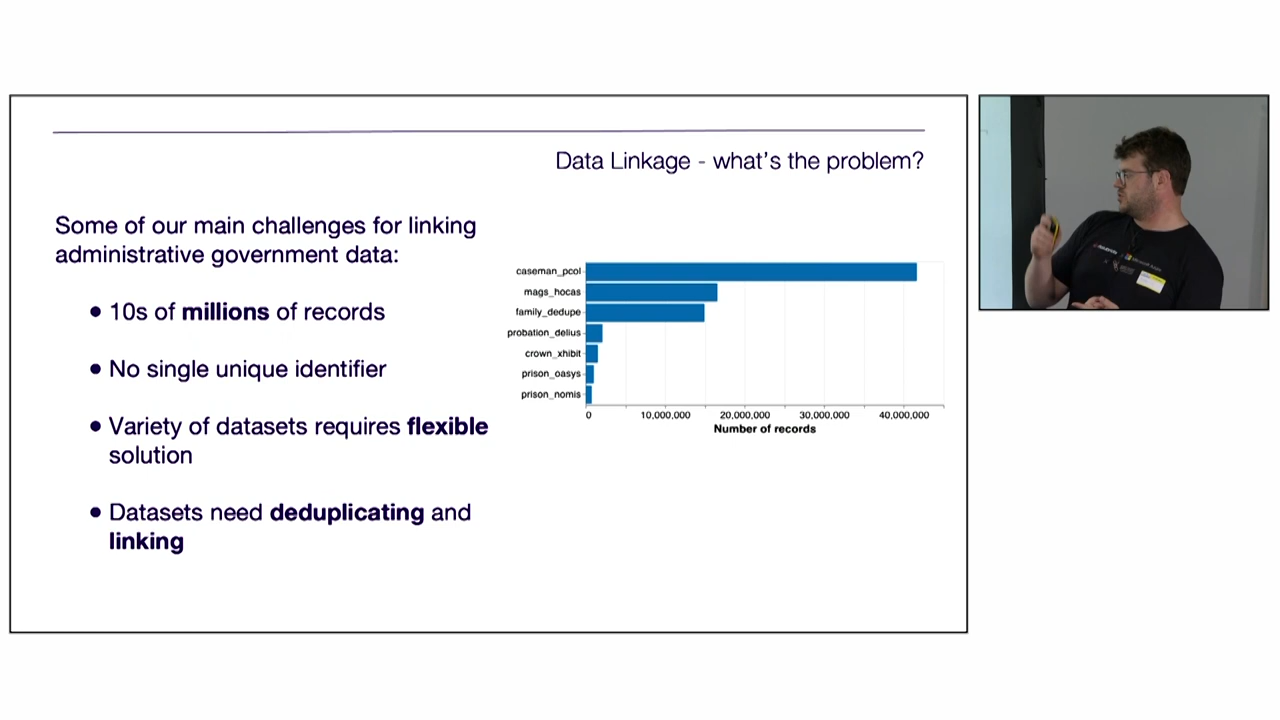 Data Linkage - what's the problem?
Some of our main challenges for linking
administrative government data:
• 10s of millions of records
• No single unique identifier
• Variety of datasets requires flexible
solution
• Datasets need deduplicating and
linking
caseman_pcol
mags_hocas
family_dedupe
probation_delius
crown_xhibit
prison_oasys
prison_nomis
0 10,000,000 20,000,000 30,000,000 40,000,000
Number of records